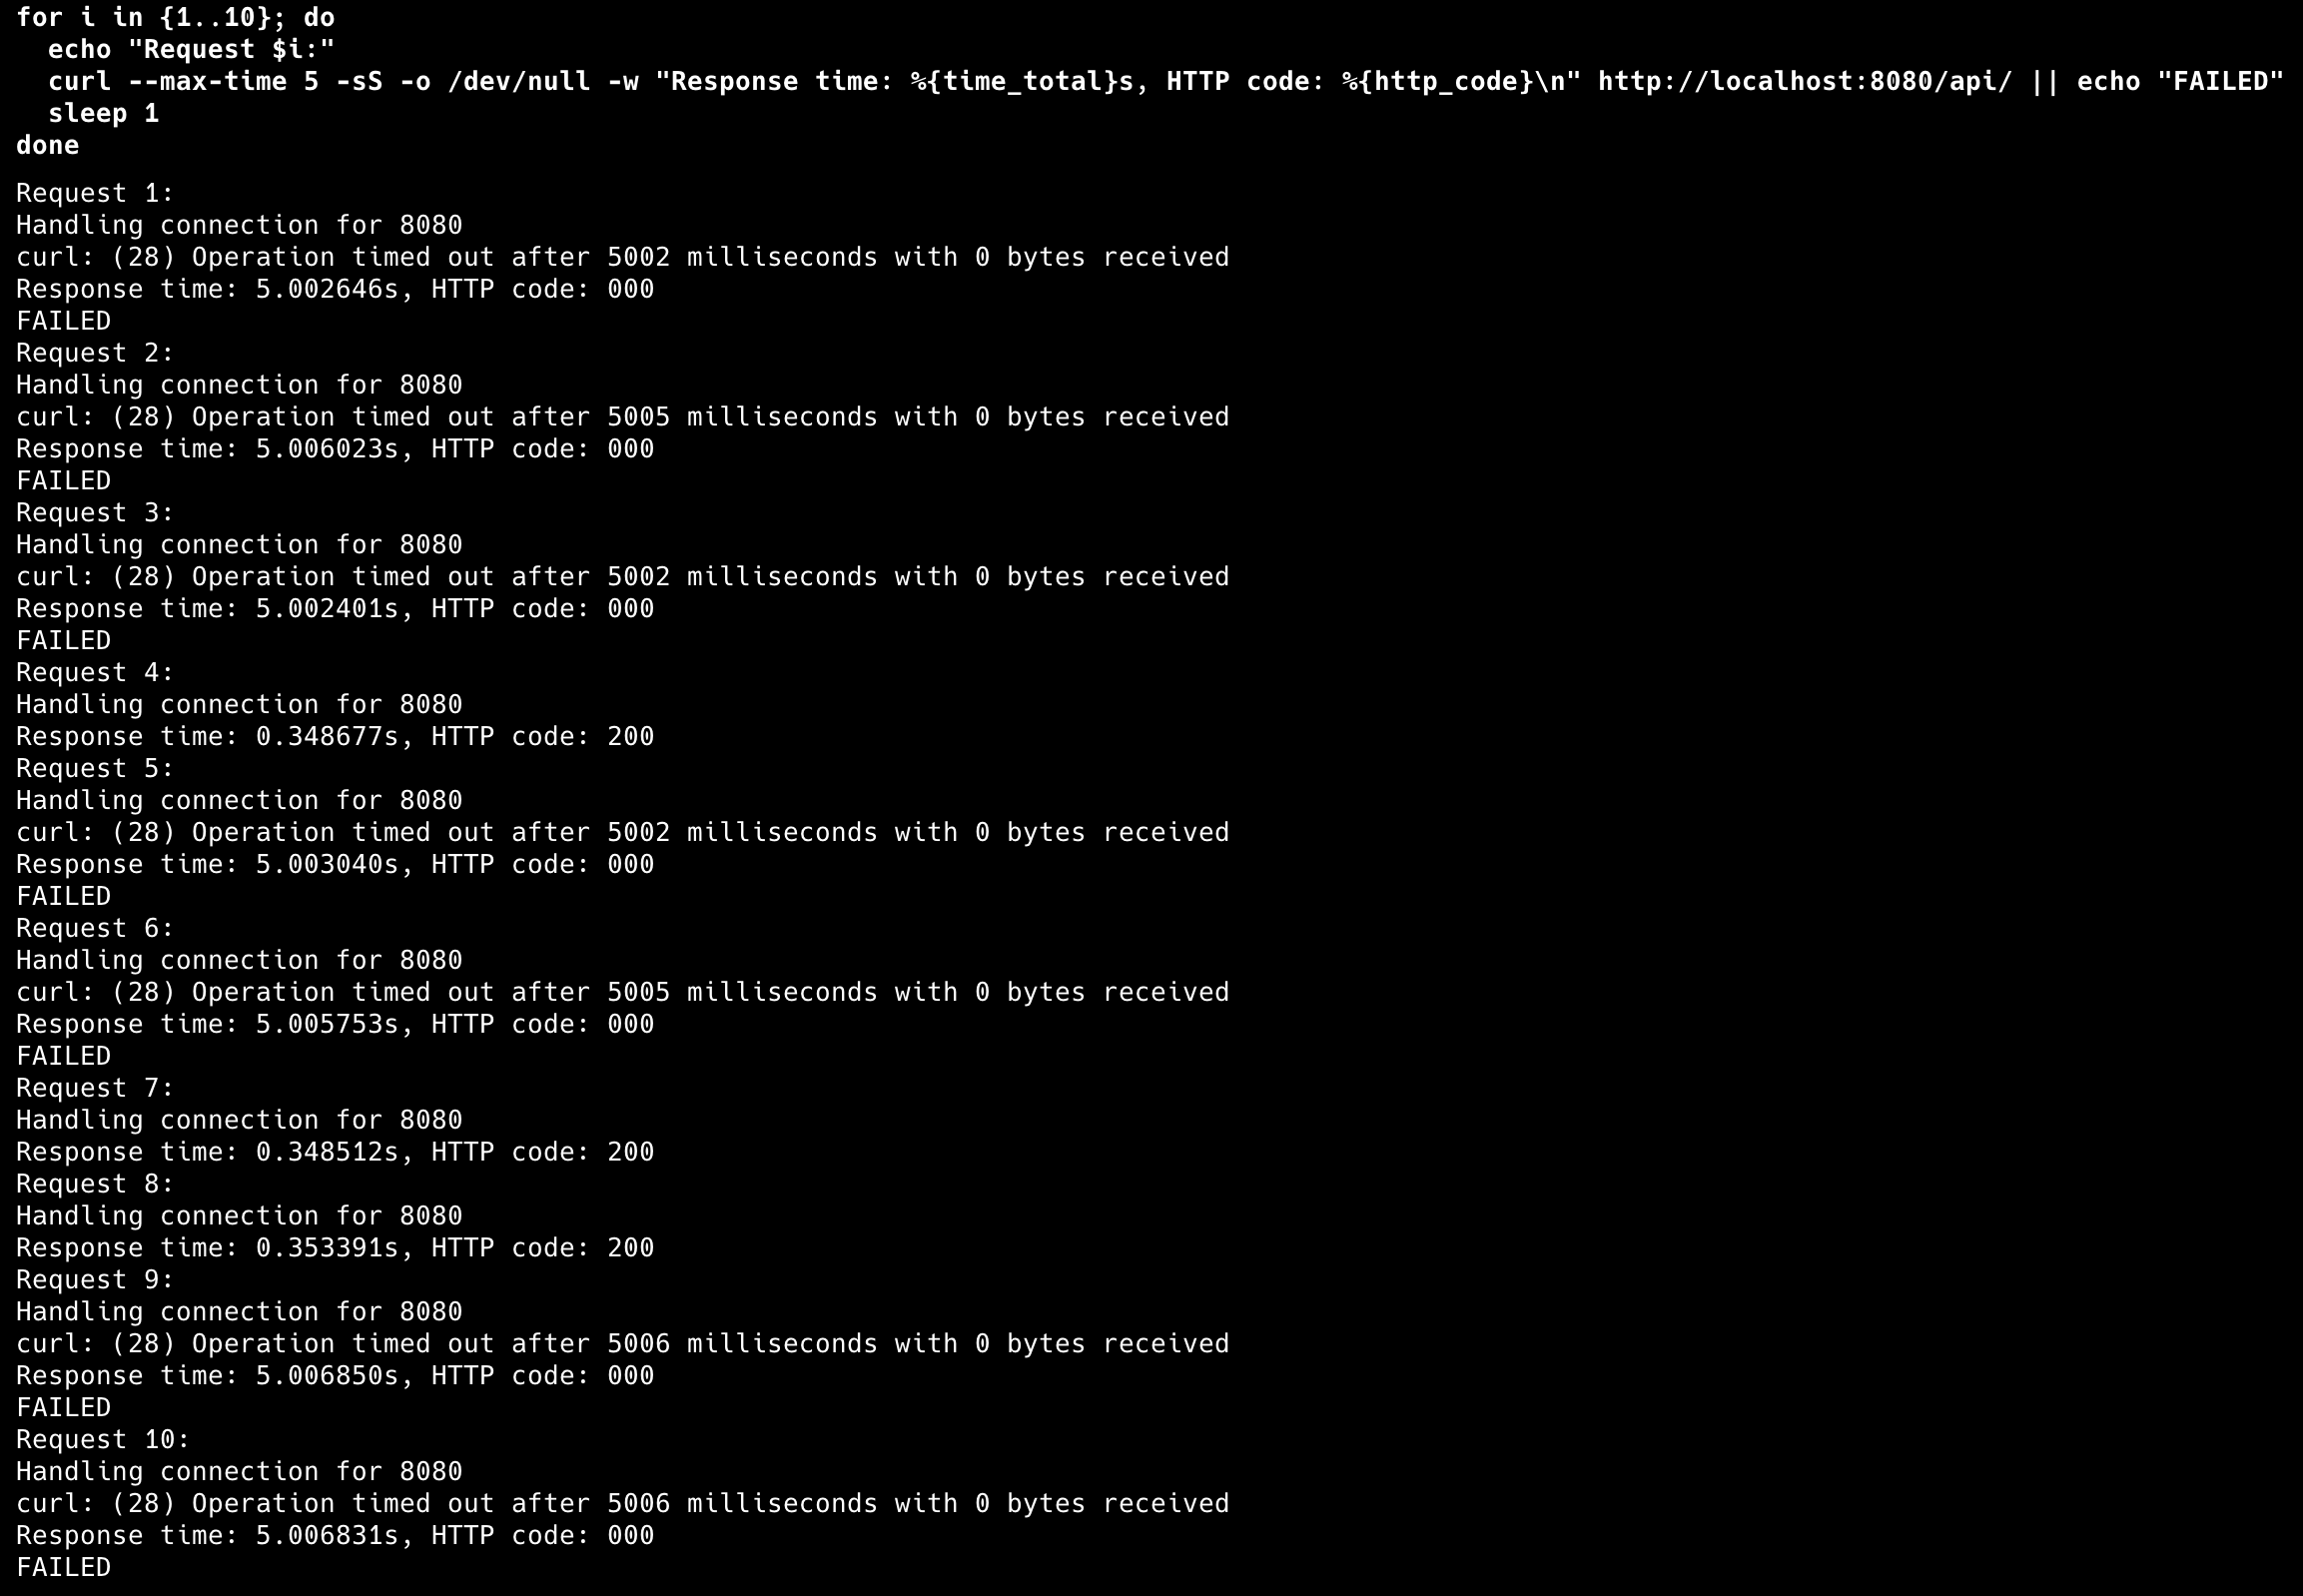 for i in {1..10}; do
  echo "Request $i:"
  curl --max-time 5 -sS -o /dev/null -w "Response time: %{time_total}s, HTTP code: %{http_code}\n" http://localhost:8080/api/ || echo "FAILED"
  sleep 1
done
Request 1:
Handling connection for 8080
curl: (28) Operation timed out after 5002 milliseconds with 0 bytes received
Response time: 5.002646s, HTTP code: 000
FAILED
Request 2:
Handling connection for 8080
curl: (28) Operation timed out after 5005 milliseconds with 0 bytes received
Response time: 5.006023s, HTTP code: 000
FAILED
Request 3:
Handling connection for 8080
curl: (28) Operation timed out after 5002 milliseconds with 0 bytes received
Response time: 5.002401s, HTTP code: 000
FAILED
Request 4:
Handling connection for 8080
Response time: 0.348677s, HTTP code: 200
Request 5:
Handling connection for 8080
curl: (28) Operation timed out after 5002 milliseconds with 0 bytes received
Response time: 5.003040s, HTTP code: 000
FAILED
Request 6:
Handling connection for 8080
curl: (28) Operation timed out after 5005 milliseconds with 0 bytes received
Response time: 5.005753s, HTTP code: 000
FAILED
Request 7:
Handling connection for 8080
Response time: 0.348512s, HTTP code: 200
Request 8:
Handling connection for 8080
Response time: 0.353391s, HTTP code: 200
Request 9:
Handling connection for 8080
curl: (28) Operation timed out after 5006 milliseconds with 0 bytes received
Response time: 5.006850s, HTTP code: 000
FAILED
Request 10:
Handling connection for 8080
curl: (28) Operation timed out after 5006 milliseconds with 0 bytes received
Response time: 5.006831s, HTTP code: 000
FAILED